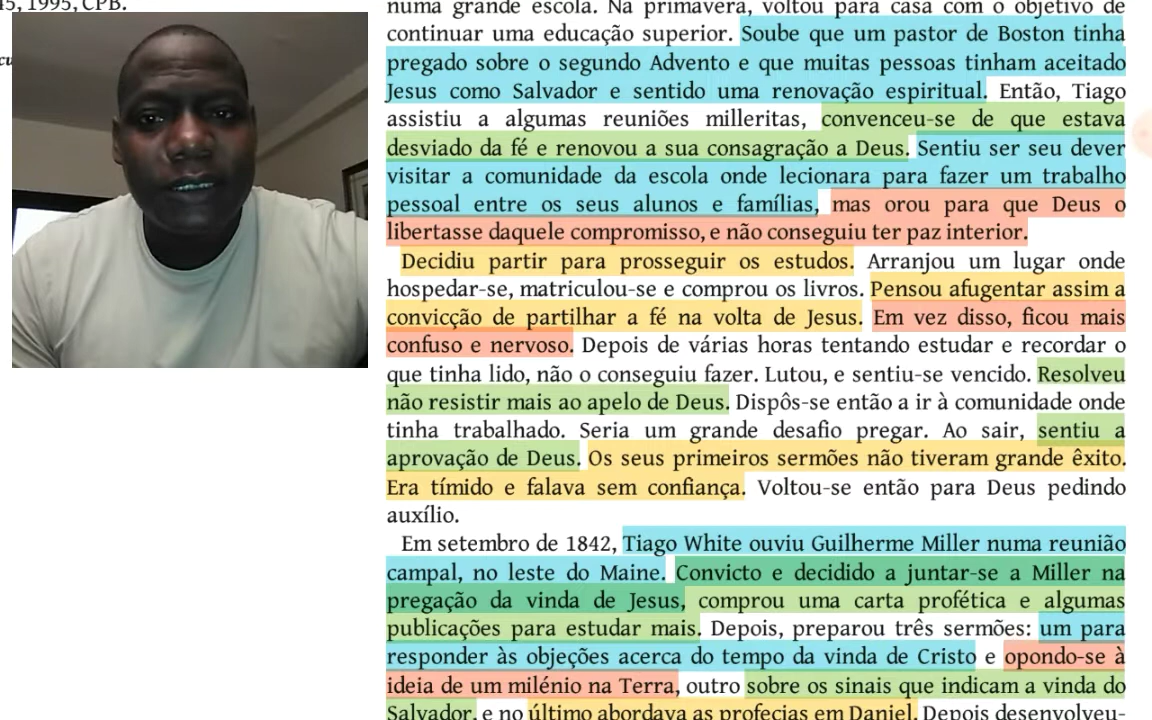 45, 1995, CPB.
cu
numa grande escola. Na primavera, voltou para casa com o objetivo de
continuar uma educação superior. Soube que um pastor de Boston tinha
pregado sobre o segundo Advento e que muitas pessoas tinham aceitado
Jesus como Salvador e sentido uma renovação espiritual. Então, Tiago
assistiu a algumas reuniões milleritas, convenceu-se de que estava
desviado da fé e renovou a sua consagração a Deus. Sentiu ser seu dever
visitar a comunidade da escola onde lecionara para fazer um trabalho
pessoal entre os seus alunos e famílias, mas orou para que Deus o
libertasse daquele compromisso, e não conseguiu ter paz interior.
Decidiu partir para prosseguir os estudos. Arranjou um lugar onde
hospedar-se, matriculou-se e comprou os livros. Pensou afugentar assim a
convicção de partilhar a fé na volta de Jesus. Em vez disso, ficou mais
confuso e nervoso. Depois de várias horas tentando estudar e recordar o
que tinha lido, não o conseguiu fazer. Lutou, e sentiu-se vencido. Resolveu
não resistir mais ao apelo de Deus. Dispôs-se então a ir à comunidade onde
tinha trabalhado. Seria um grande desafio pregar. Ao sair, sentiu a
aprovação de Deus. Os seus primeiros sermões não tiveram grande êxito.
Era tímido e falava sem confiança. Voltou-se então para Deus pedindo
auxílio.
Em setembro de 1842, Tiago White ouviu Guilherme Miller numa reunião
campal, no leste do Maine. Convicto e decidido a juntar-se a Miller na
pregação da vinda de Jesus, comprou uma carta profética e algumas
publicações para estudar mais. Depois, preparou três sermões: um para
responder às objeções acerca do tempo da vinda de Cristo e opondo-se à
ideia de um milénio na Terra, outro sobre os sinais que indicam a vinda do
Salvador, e no último abordava as profecias em Daniel. Depois desenvolveu-